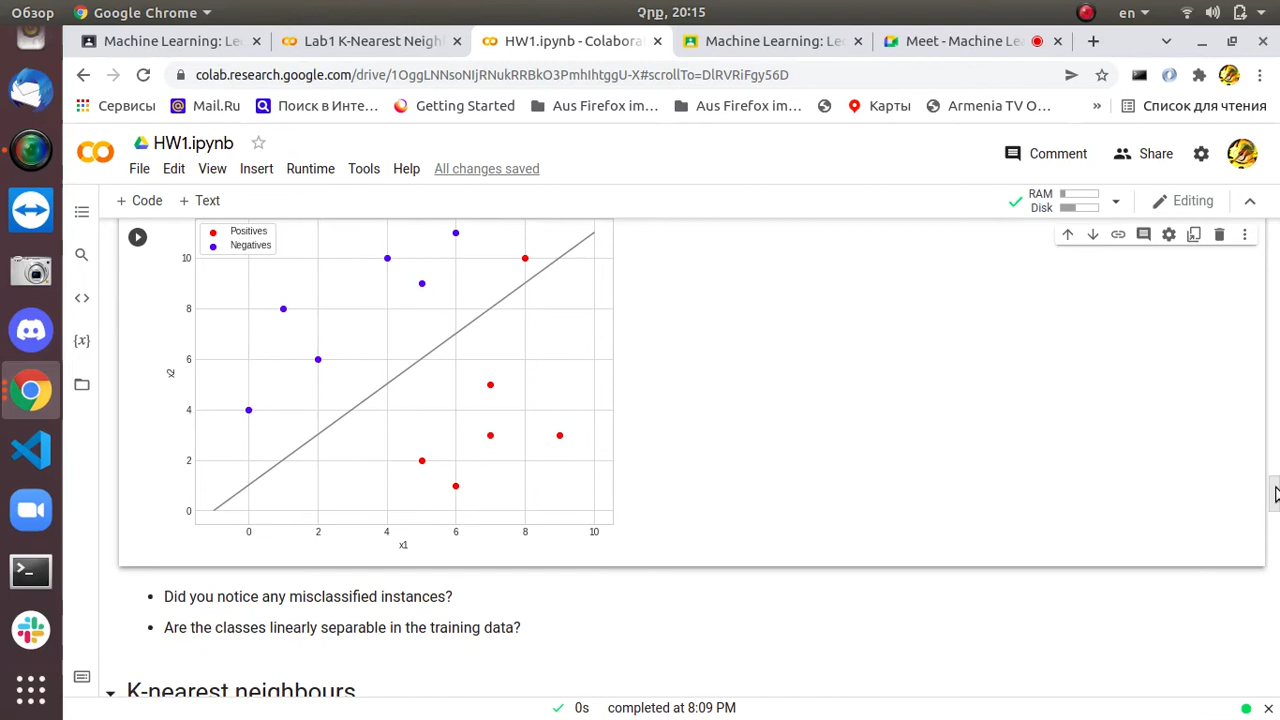 Обзор
Google Chrome
Չրք, 20:15
en
Machine Learning: Le
Lab1 K-Nearest Neigh
HW1.ipynb - Colabora
Machine Learning: Le
Meet - Machine Le
colab.research.google.com/drive/1OggLNNsoNIjRNukRRBkO3PmhIhtggU-X#scrollTo=DlRVRiFgy56D
Сервисы
Mail.Ru
Поиск в Инте...
Getting Started
Aus Firefox im...
Aus Firefox im...
Карты
Armenia TV O...
»
Список для чтения
HW1.ipynb
Comment
Share
File Edit View Insert Runtime Tools Help All changes saved
+ Code + Text
RAM
Disk
Editing
{x}
Positives
Negatives
10
8
6
4
2
0
x2
0 2 4 6 8 10
x1
• Did you notice any misclassified instances?
• Are the classes linearly separable in the training data?
K-nearest neighbours
0s completed at 8:09 PM